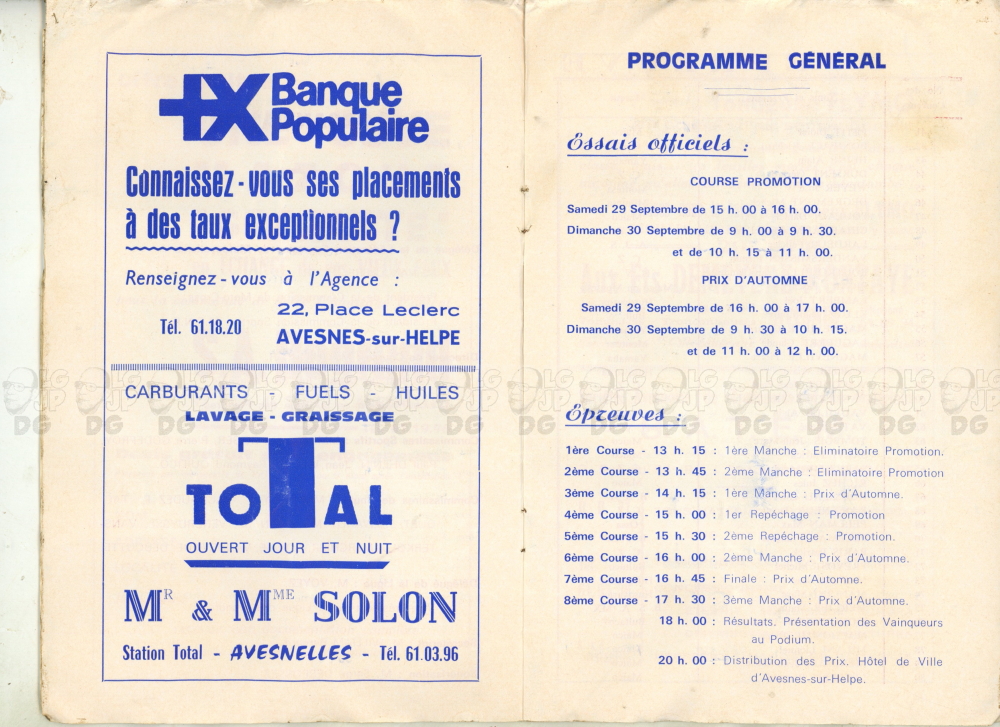 Banque
Populaire
Connaissez-vous ses placements
à des taux exceptionnels ?
Renseignez-vous à l'Agence :
22, Place Leclerc
Tél. 61.18.20
AVESNES-sur-HELPE
CARBURANTS - FUELS - HUILES
LAVAGE - GRAISSAGE
TOTAL
OUVERT JOUR ET NUIT
MR & MME SOLON
Station Total - AVESNELLES - Tél. 61.03.96
PROGRAMME GÉNÉRAL
Essais officiels :
COURSE PROMOTION
Samedi 29 Septembre de 15 h. 00 à 16 h. 00.
Dimanche 30 Septembre de 9 h. 00 à 9 h. 30.
et de 10 h. 15 à 11 h. 00.
PRIX D'AUTOMNE
Samedi 29 Septembre de 16 h. 00 à 17 h. 00.
Dimanche 30 Septembre de 9 h. 30 à 10 h. 15.
et de 11 h. 00 à 12 h. 00.
Epreuves :
1ère Course - 13 h. 15 : 1ère Manche : Eliminatoire Promotion.
2ème Course - 13 h. 45 : 2ème Manche : Eliminatoire Promotion
3ème Course - 14 h. 15 : 1ère Manche : Prix d'Automne.
4ème Course - 15 h. 00 : 1er Repêchage : Promotion
5ème Course - 15 h. 30 : 2ème Repêchage : Promotion.
6ème Course - 16 h. 00 : 2ème Manche : Prix d'Automne.
7ème Course - 16 h. 45 : Finale : Prix d'Automne.
8ème Course - 17 h. 30 : 3ème Manche : Prix d'Automne.
18 h. 00 : Résultats. Présentation des Vainqueurs
au Podium.
20 h. 00 : Distribution des Prix. Hôtel de Ville
d'Avesnes-sur-Helpe.